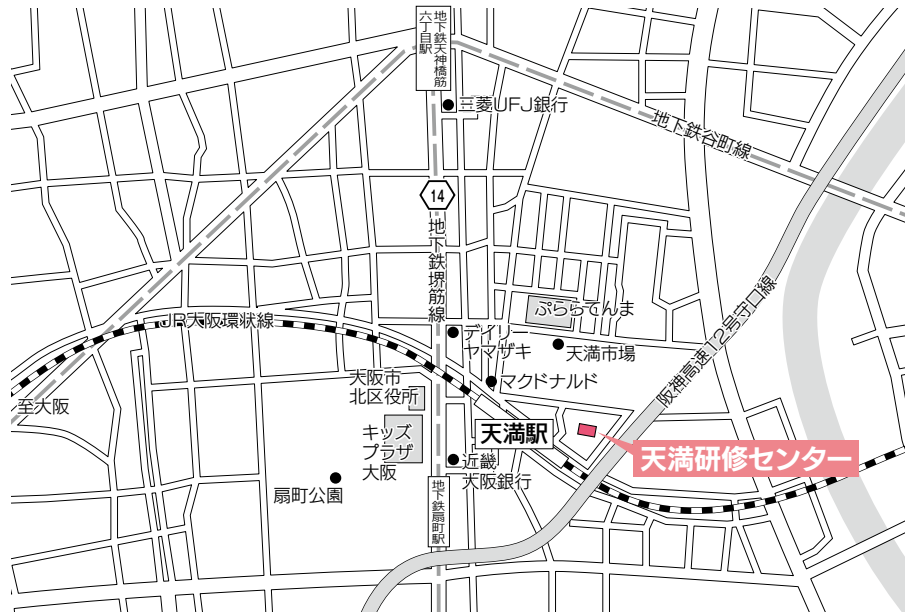 地下鉄天神橋筋
六丁目駅
三菱UFJ銀行
地下鉄谷町線
14
地下鉄堺筋線
ぷららてんま
阪神高速12号守口線
JR大阪環状線
デイリー
ヤマザキ
天満市場
大阪市
北区役所
マクドナルド
至大阪
キッズ
プラザ
大阪
天満駅
天満研修センター
近畿
大阪銀行
扇町公園
地下鉄扇町駅